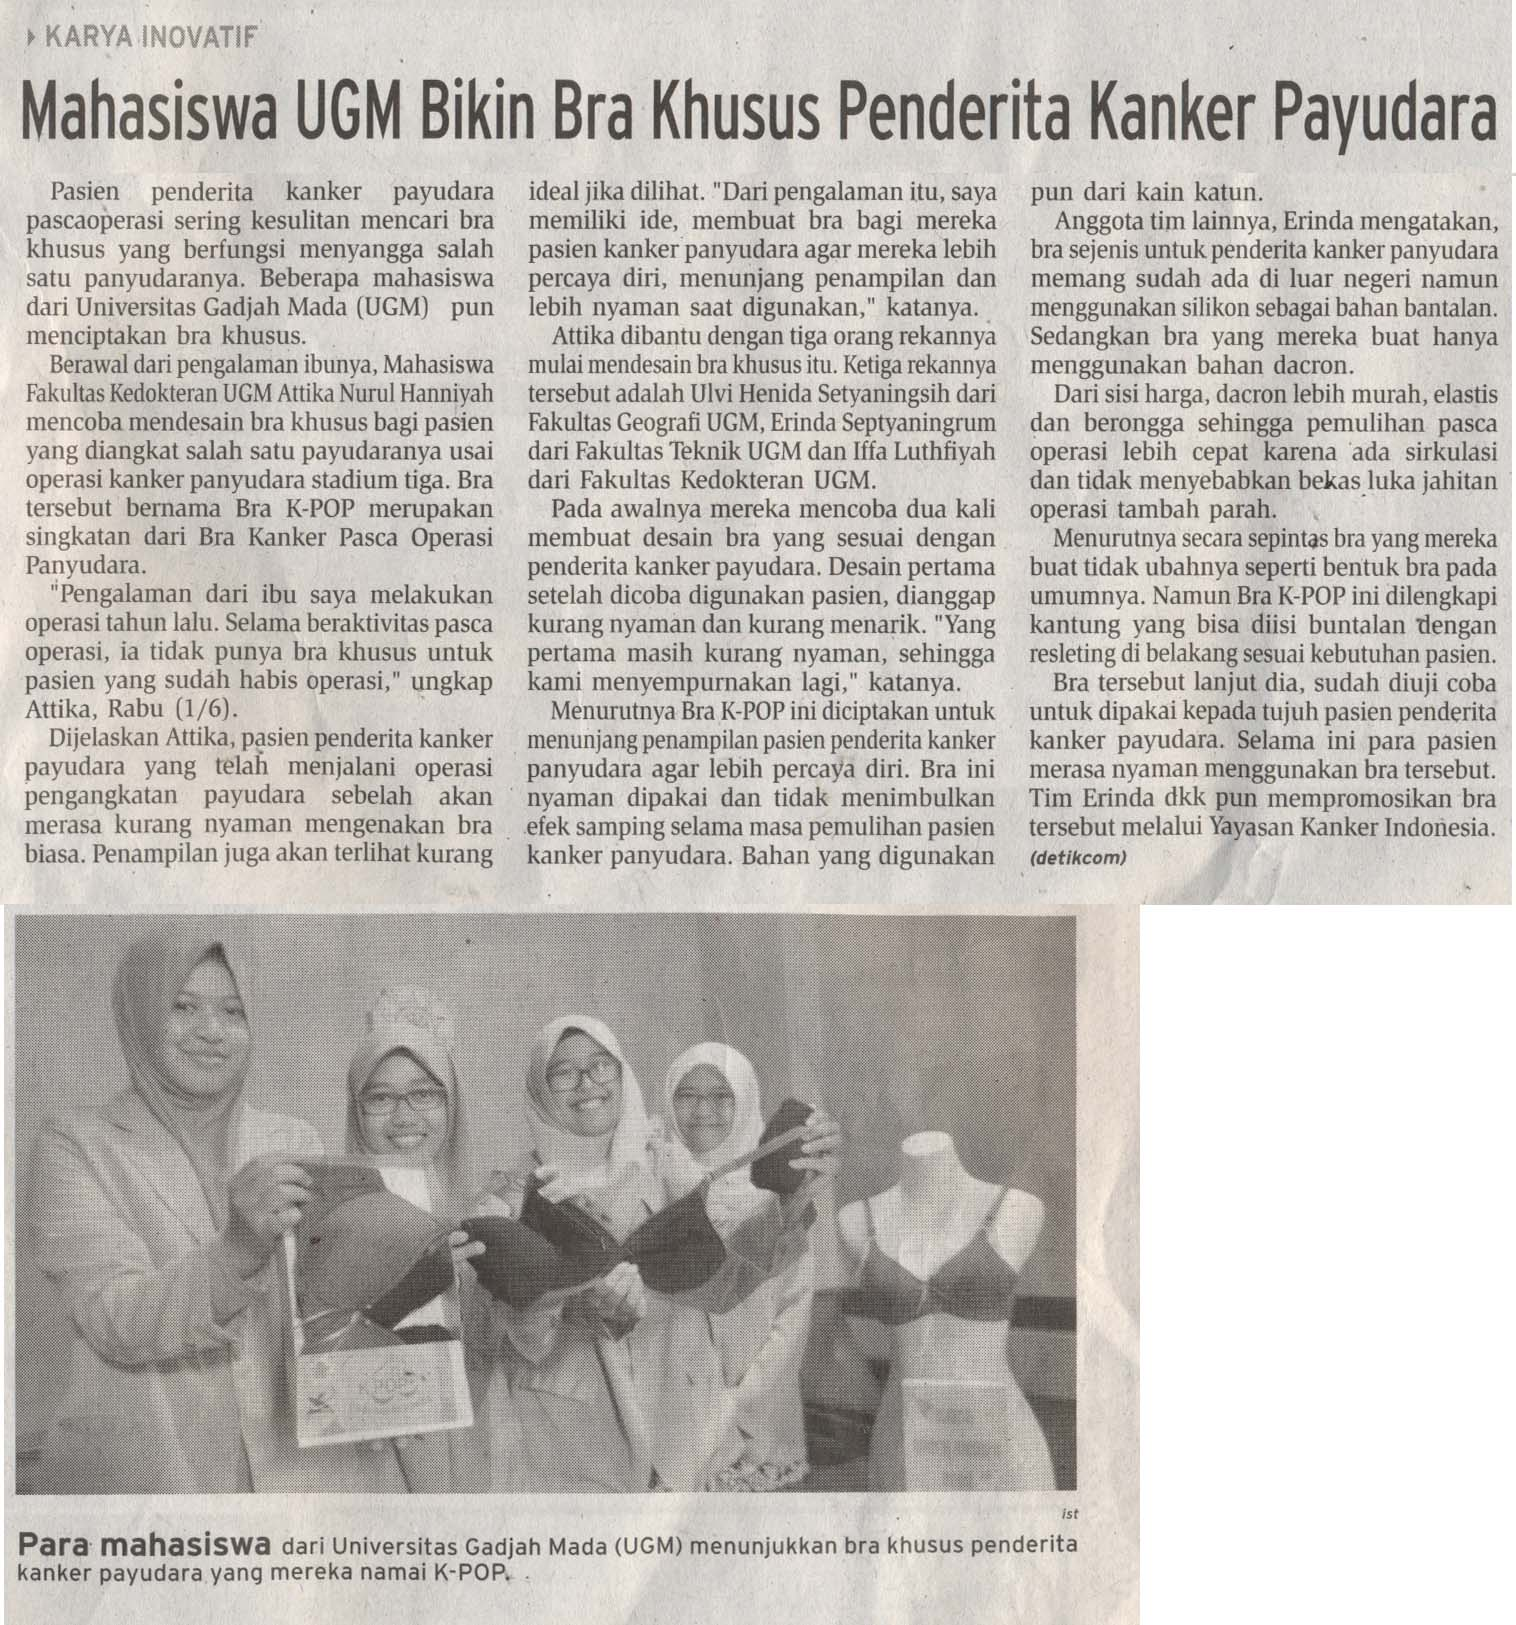 KARYA INOVATIF
Mahasiswa UGM Bikin Bra Khusus Penderita Kanker Payudara
Pasien penderita kanker payudara
pascaoperasi sering kesulitan mencari bra
khusus yang berfungsi menyangga salah
satu panyudaranya. Beberapa mahasiswa
dari Universitas Gadjah Mada (UGM) pun
menciptakan bra khusus.
Berawal dari pengalaman ibunya, Mahasiswa
Fakultas Kedokteran UGM Attika Nurul Hanniyah
mencoba mendesain bra khusus bagi pasien
yang diangkat salah satu payudaranya usai
operasi kanker panyudara stadium tiga. Bra
tersebut bernama Bra K-POP merupakan
singkatan dari Bra Kanker Pasca Operasi
Panyudara.
"Pengalaman dari ibu saya melakukan
operasi tahun lalu. Selama beraktivitas pasca
operasi, ia tidak punya bra khusus untuk
pasien yang sudah habis operasi," ungkap
Attika, Rabu (1/6).
Dijelaskan Attika, pasien penderita kanker
payudara yang telah menjalani operasi
pengangkatan payudara sebelah akan
merasa kurang nyaman mengenakan bra
biasa. Penampilan juga akan terlihat kurang
ideal jika dilihat. "Dari pengalaman itu, saya
memiliki ide, membuat bra bagi mereka
pasien kanker panyudara agar mereka lebih
percaya diri, menunjang penampilan dan
lebih nyaman saat digunakan," katanya.
Attika dibantu dengan tiga orang rekannya
mulai mendesain bra khusus itu. Ketiga rekannya
tersebut adalah Ulvi Henida Setyaningsih dari
Fakultas Geografi UGM, Erinda Septyaningrum
dari Fakultas Teknik UGM dan Iffa Luthfiyah
dari Fakultas Kedokteran UGM.
Pada awalnya mereka mencoba dua kali
membuat desain bra yang sesuai dengan
penderita kanker payudara. Desain pertama
setelah dicoba digunakan pasien, dianggap
kurang nyaman dan kurang menarik. "Yang
pertama masih kurang nyaman, sehingga
kami menyempurnakan lagi," katanya.
Menurutnya Bra K-POP ini diciptakan untuk
menunjang penampilan pasien penderita kanker
panyudara agar lebih percaya diri. Bra ini
nyaman dipakai dan tidak menimbulkan
efek samping selama masa pemulihan pasien
kanker panyudara. Bahan yang digunakan
pun dari kain katun.
Anggota tim lainnya, Erinda mengatakan,
bra sejenis untuk penderita kanker panyudara
memang sudah ada di luar negeri namun
menggunakan silikon sebagai bahan bantalan.
Sedangkan bra yang mereka buat hanya
menggunakan bahan dacron.
Dari sisi harga, dacron lebih murah, elastis
dan berongga sehingga pemulihan pasca
operasi lebih cepat karena ada sirkulasi
dan tidak menyebabkan bekas luka jahitan
operasi tambah parah.
Menurutnya secara sepintas bra yang mereka
buat tidak ubahnya seperti bentuk bra pada
umumnya. Namun Bra K-POP ini dilengkapi
kantung yang bisa diisi buntalan dengan
resleting di belakang sesuai kebutuhan pasien.
Bra tersebut lanjut dia, sudah diuji coba
untuk dipakai kepada tujuh pasien penderita
kanker payudara. Selama ini para pasien
merasa nyaman menggunakan bra tersebut.
Tim Erinda dkk pun mempromosikan bra
tersebut melalui Yayasan Kanker Indonesia.
(detikcom)
K-POP
ist
Para mahasiswa dari Universitas Gadjah Mada (UGM) menunjukkan bra khusus penderita
kanker payudara yang mereka namai K-POP.